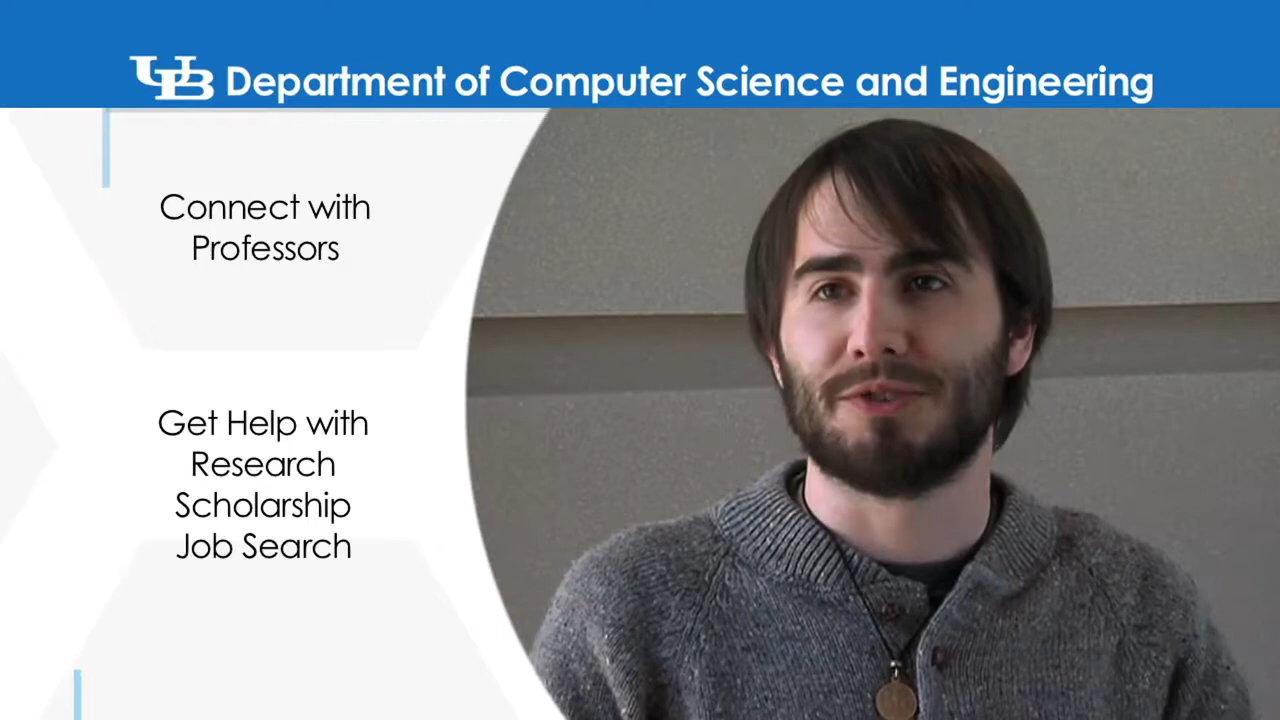 UB Department of Computer Science and Engineering
Connect with
Professors
Get Help with
Research
Scholarship
Job Search